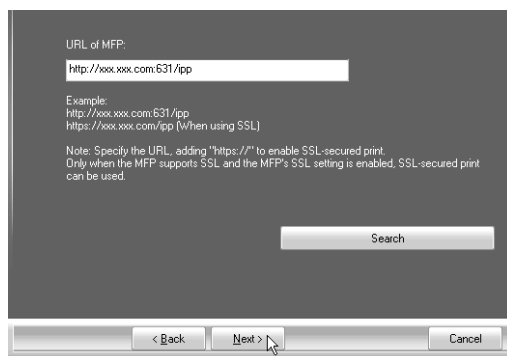 URL of MFP:
http://xxx.xxx.com:631/ipp
Example:
http://xxx.xxx.com:631/ipp
https://xxx.xxx.com/ipp (When using SSL)
Note: Specify the URL, adding "https://" to enable SSL-secured print.
Only when the MFP supports SSL and the MFP's SSL setting is enabled, SSL-secured print
can be used.
Search
< Back
Next >
Cancel